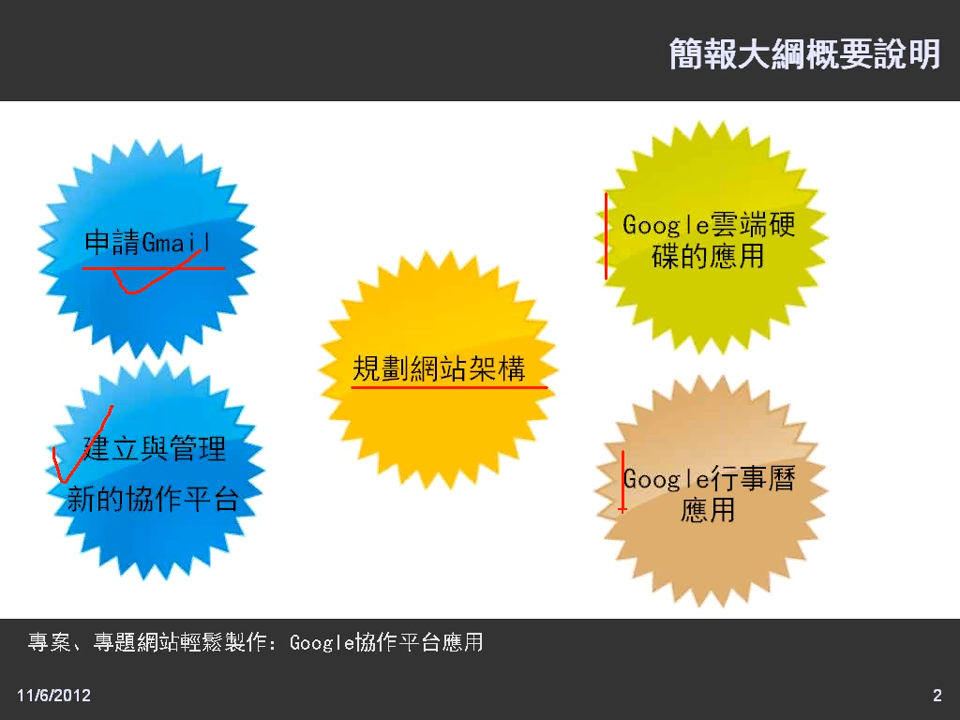 簡報大綱概要說明
申請Gmail
建立與管理
新的協作平台
規劃網站架構
Google雲端硬
碟的應用
Google行事曆
應用
專案、專題網站輕鬆製作：Google協作平台應用
11/6/2012
2